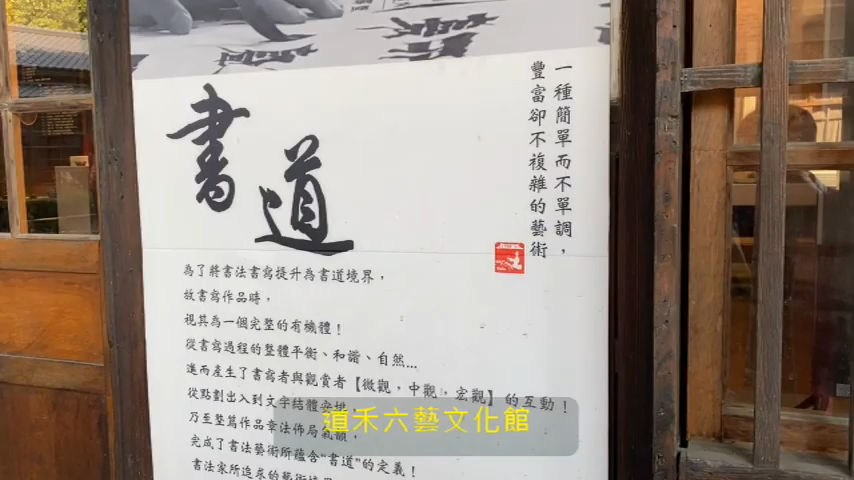 書道
一種簡單而不單調，
豐富卻不複雜的藝術
為了將書法書寫提升為書道境界，
故書寫作品時，
視其為一個完整的有機體！
從書寫過程的整體平衡、和諧、自然...
進而產生了書寫者與觀賞者【微觀，中觀，宏觀】的互動！
從點劃出入到文字結體安排，
乃至整篇作品章法佈局氣韻，
完成了書法藝術所蘊含"書道"的定義！
書法家所追求的藝術境界
道禾六藝文化館